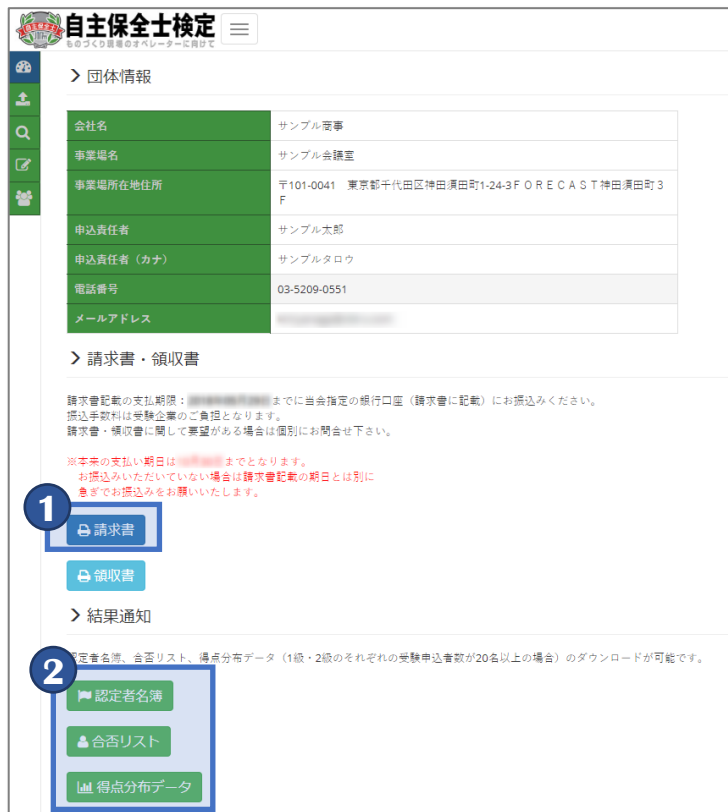 自主保全士検定
ものづくり現場のオペレーターに向けて
団体情報
会社名 サンプル商事
事業場名 サンプル会議室
事業場所在地住所 〒101-0041 東京都千代田区神田須田町1-24-3ＦＯＲＥＣＡＳＴ神田須田町３
Ｆ
申込責任者 サンプル太郎
申込責任者（カナ） サンプルタロウ
電話番号 03-5209-0551
メールアドレス
請求書・領収書
請求書記載の支払期限：までに当会指定の銀行口座（請求書に記載）にお振込みください。
振込手数料は受験企業のご負担となります。
請求書・領収書に関して要望がある場合は個別にお問合せ下さい。
※本来の支払い期日はまでとなります。
お振込みいただいていない場合は請求書記載の期日とは別に
急ぎでお振込みをお願いいたします。
1
請求書
領収書
結果通知
定者名簿、合否リスト、得点分布データ（1級・2級のそれぞれの受験申込者数が20名以上の場合）のダウンロードが可能です。
2
認定者名簿
合否リスト
得点分布データ